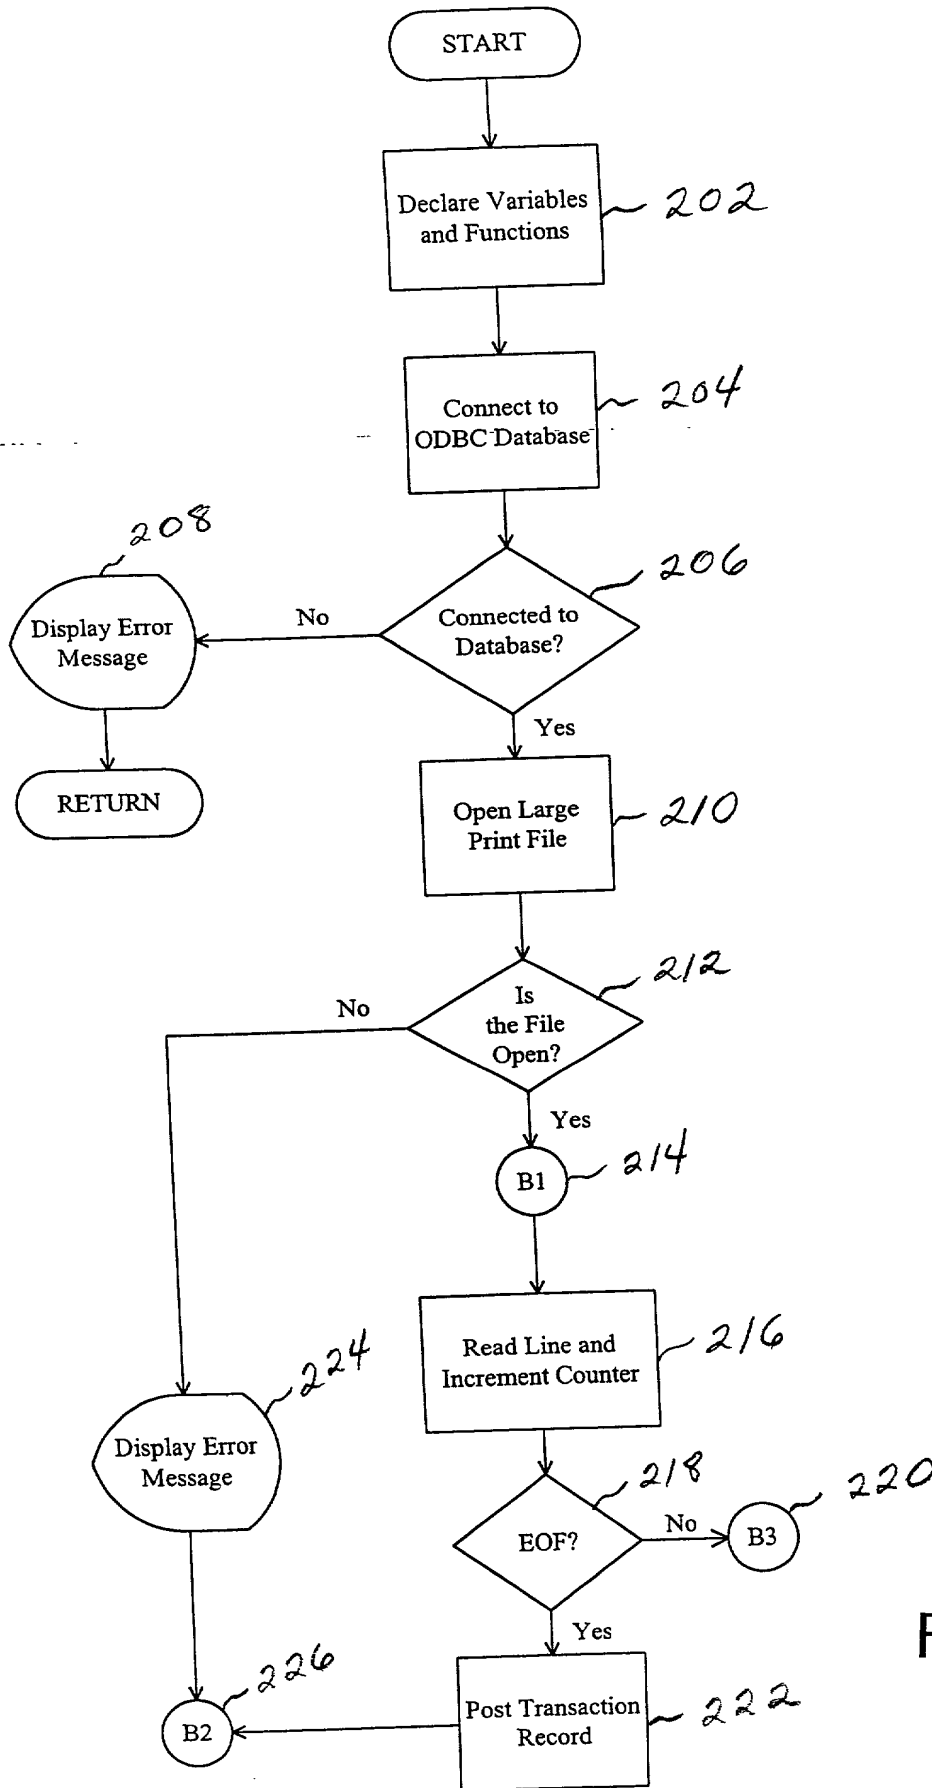 START
Declare Variables
and Functions
202
Connect to
ODBC Database
204
208
206
Display Error
Message
No
Connected to
Database?
Yes
RETURN
Open Large
Print File
210
212
No
Is
the File
Open?
Yes
B1
214
Read Line and
Increment Counter
216
224
Display Error
Message
218
220
EOF?
No
B3
Yes
226
B2
Post Transaction
Record
222